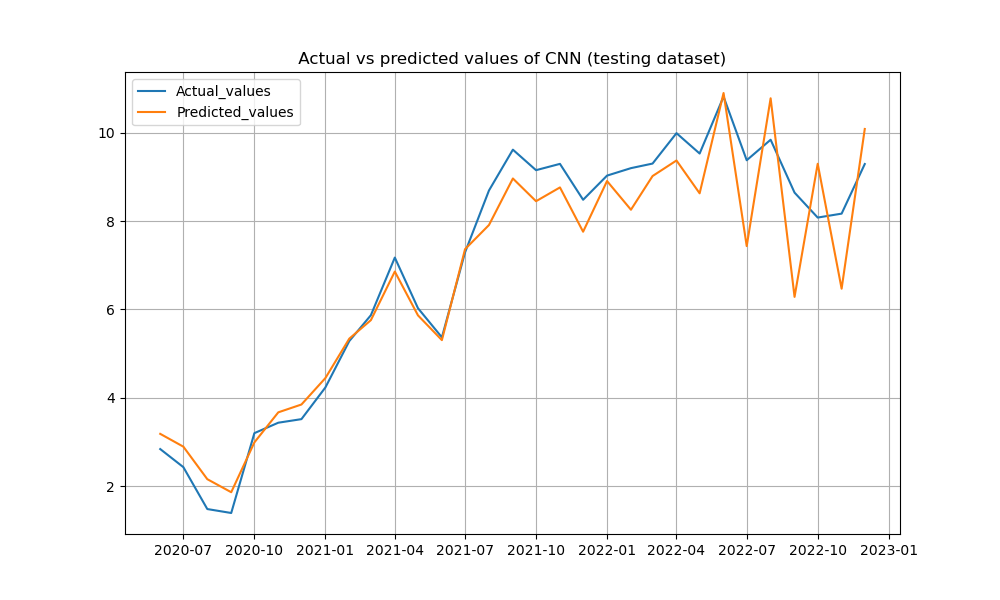 Actual vs predicted values of CNN (testing dataset)
Actual_values
Predicted_values
10
8
6
4
2
2020-07 2020-10 2021-01 2021-04 2021-07 2021-10 2022-01 2022-04 2022-07 2022-10 2023-01